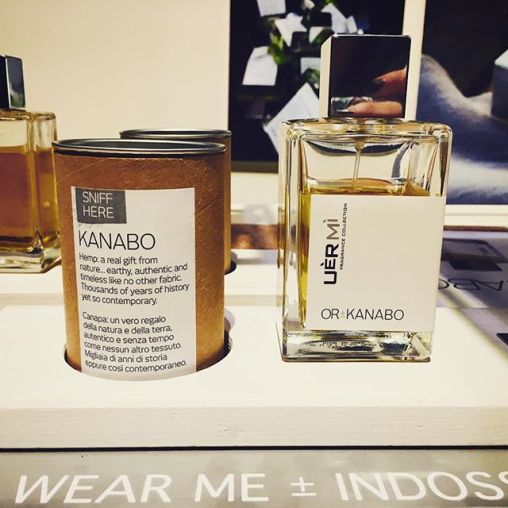 SNIFF
HERE
KANABO
Hemp: a real gift from
nature... earthy, authentic and
timeless like no other fabric.
Thousands of years of history
yet so contemporary.
Canapa: un vero regalo
della natura e della terra,
autentico e senza tempo
come nessun altro tessuto.
Migliaia di anni di storia
eppure così contemporaneo.
UÈRMÌ
FRAGRANCE COLLECTION
OR±KANABO
WEAR ME ± INDOSS